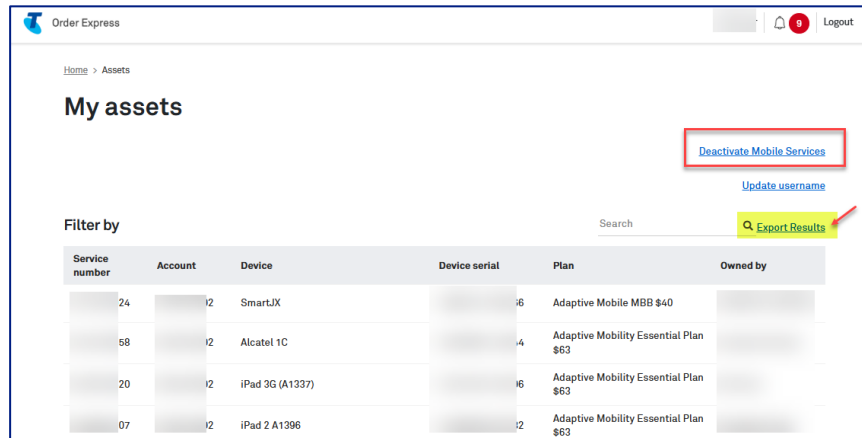 Order Express
9
Logout
Home > Assets
My assets
Deactivate Mobile Services
Update username
Filter by
Search
Export Results
Service number Account Device Device serial Plan Owned by
24 02 SmartJX 66 Adaptive Mobile MBB $40
58 02 Alcatel 1C 64 Adaptive Mobility Essential Plan
$63
20 02 iPad 3G (A1337) 96 Adaptive Mobility Essential Plan
$63
07 02 iPad 2 A1396 32 Adaptive Mobility Essential Plan
$63